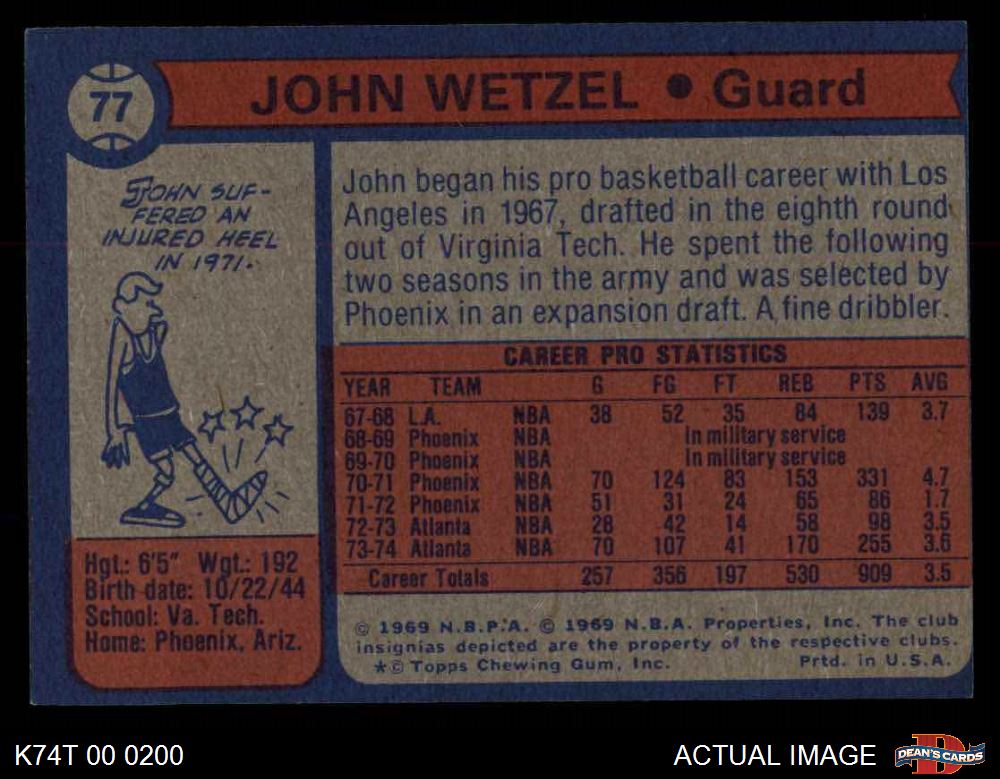 77
JOHN WETZEL ● Guard
JOHN SUF-
FERED AN
INJURED HEEL
IN 1971.
John began his pro basketball career with Los
Angeles in 1967, drafted in the eighth round
out of Virginia Tech. He spent the following
two seasons in the army and was selected by
Phoenix in an expansion draft. A fine dribbler.
CAREER PRO STATISTICS
YEAR TEAM G FG FT REB PTS AVG
67-68 L.A. NBA 38 52 35 84 139 3.7
68-69 Phoenix NBA In military service
69-70 Phoenix NBA In military service
70-71 Phoenix NBA 70 124 83 153 331 4.7
71-72 Phoenix NBA 51 31 24 65 86 1.7
72-73 Atlanta NBA 28 42 14 58 98 3.5
73-74 Atlanta NBA 70 107 41 170 255 3.6
Career Totals 257 356 197 530 909 3.5
Hgt.: 6'5" Wgt.: 192
Birth date: 10/22/44
School: Va. Tech.
Home: Phoenix, Ariz.
© 1969 N.B.P.A. © 1969 N.B.A. Properties, Inc. The club
insignias depicted are the property of the respective clubs.
*© Topps Chewing Gum, Inc. Prtd. in U.S.A.
K74T 00 0200
ACTUAL IMAGE
DEAN'S CARDS